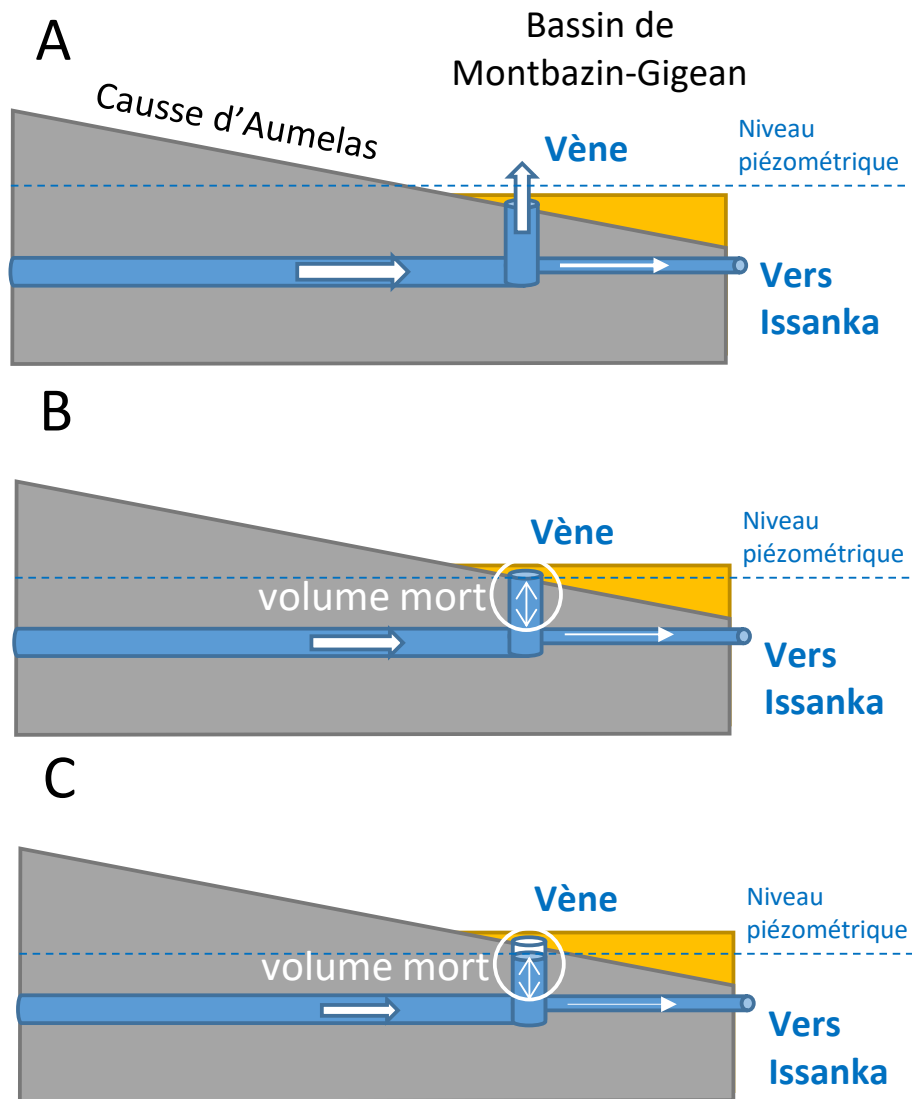 A
Bassin de
Montbazin-Gigean
Causse d'Aumelas
Vène
Niveau
piézométrique
Vers
Issanka
B
Vène
Niveau
piézométrique
volume mort
Vers
Issanka
C
Vène
Niveau
piézométrique
volume mort
Vers
Issanka